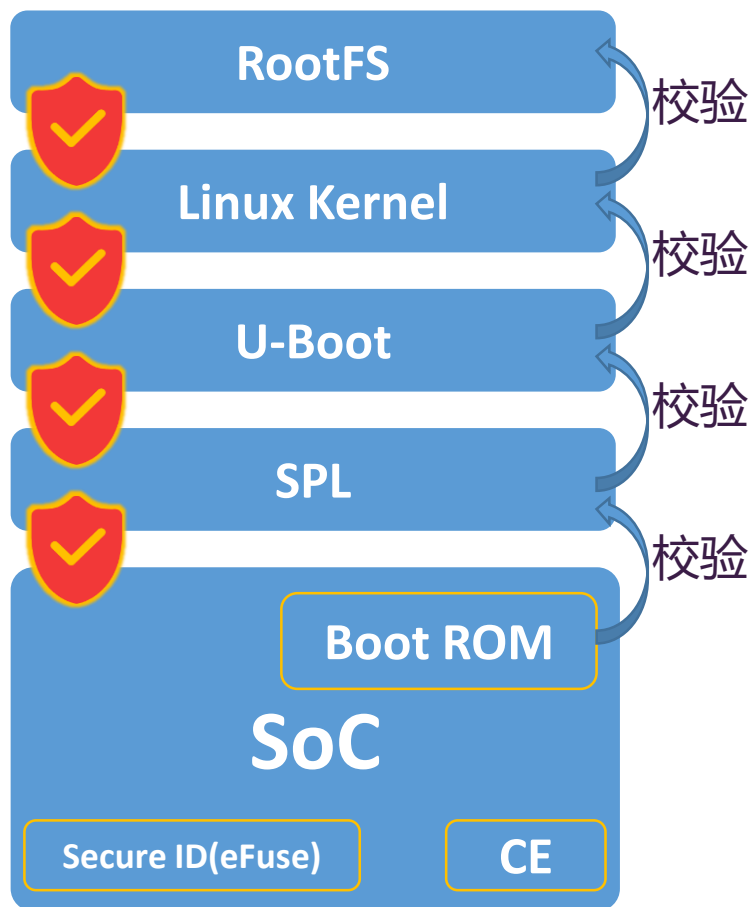 RootFS
校验
Linux Kernel
校验
U-Boot
校验
SPL
校验
Boot ROM
SoC
Secure ID(eFuse)
CE